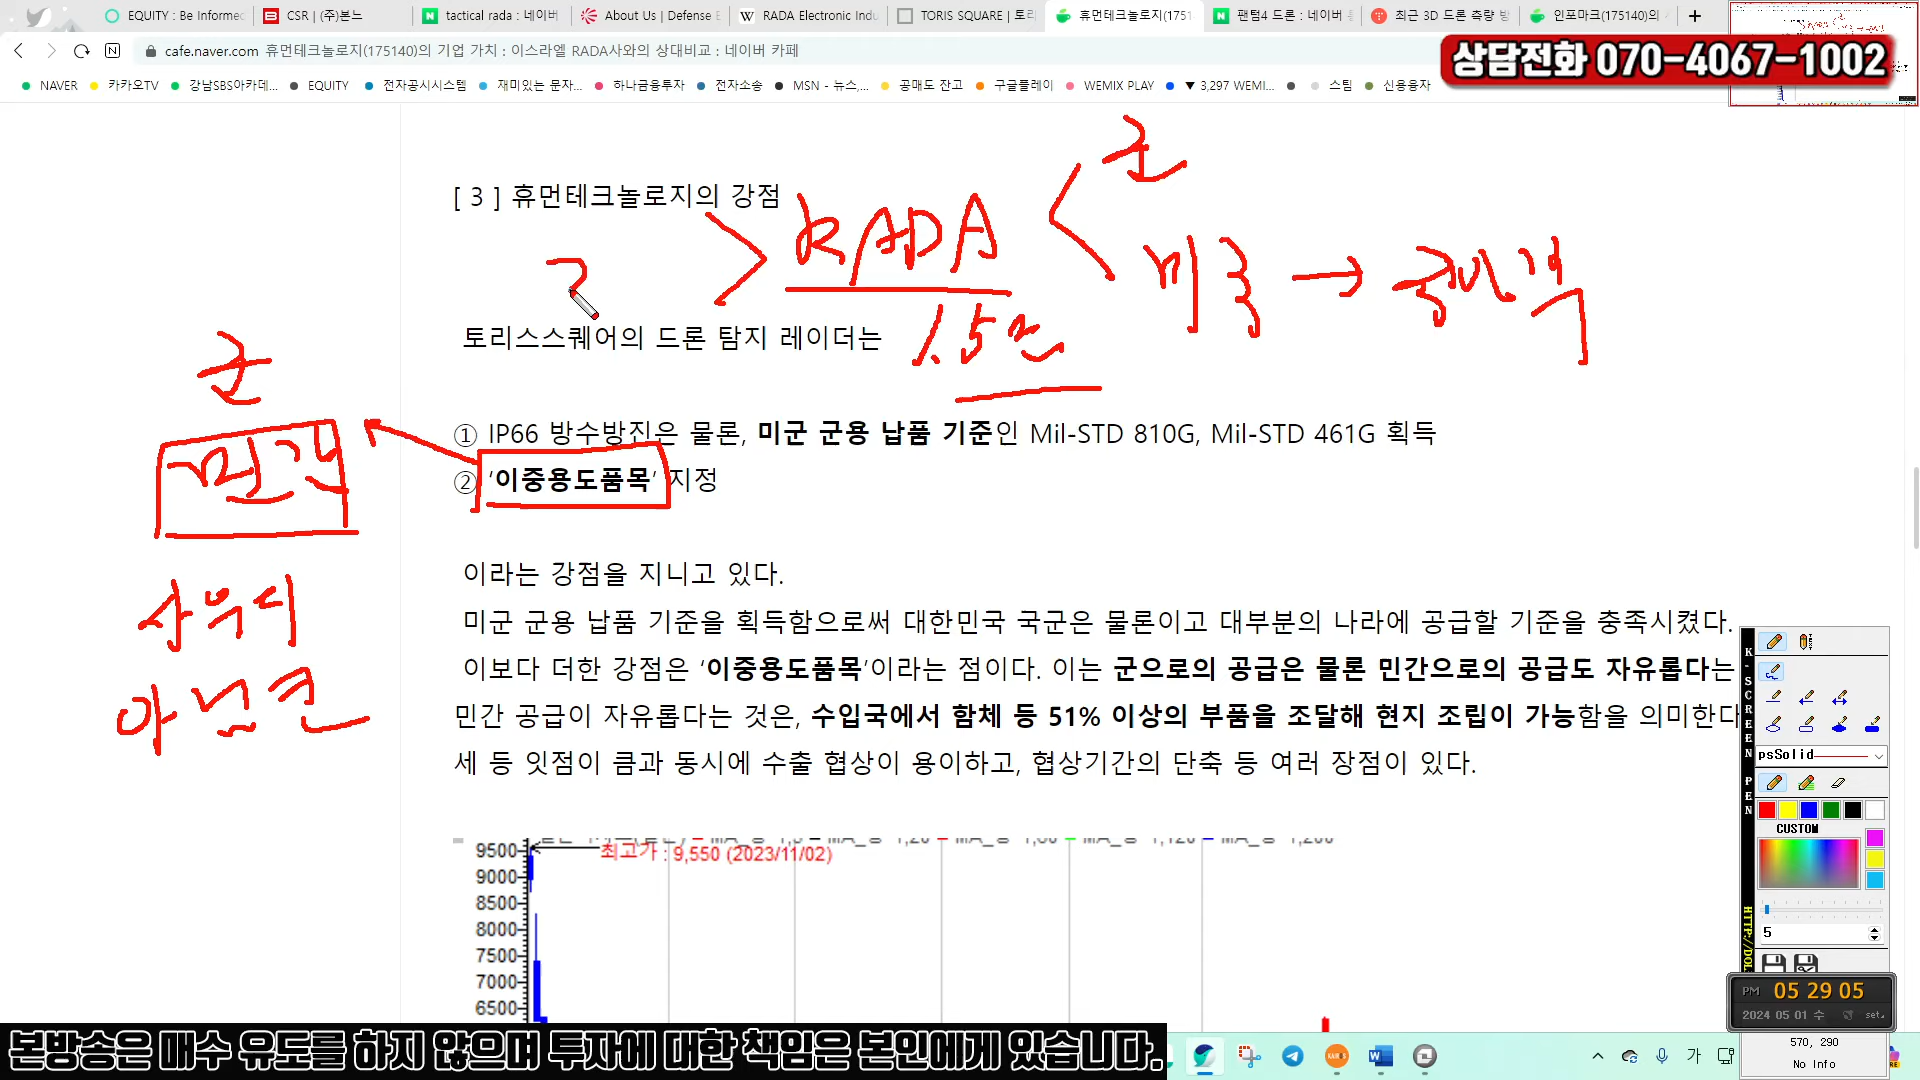 EQUITY : Be Informed
CSR | (주)본느
tactical rada : 네이버
About Us | Defense E
RADA Electronic Indu
TORIS SQUARE | 토리
휴먼테크놀로지(1751
팬텀4 드론 : 네이버
최근 3D 드론 측량 방
인포마크(175140)의
cafe.naver.com 휴먼테크놀로지(175140)의 기업 가치 : 이스라엘 RADA사와의 상대비교 : 네이버 카페
상담전화 070-4067-1002
NAVER 카카오TV 강남SBS아카데... EQUITY 전자공시시스템 재미있는 문자... 하나금융투자 전자소송 MSN - 뉴스,... 공매도 잔고 구글플레이 WEMIX PLAY ▼ 3,297 WEMI... 스팀 신용융자
군
[ 3 ] 휴먼테크놀로지의 강점
RADA
미국
1.5조
토리스스퀘어의 드론 탐지 레이더는
군
① IP66 방수방진은 물론, 미군 군용 납품 기준인 Mil-STD 810G, Mil-STD 461G 획득
민간
② '이중용도품목' 지정
이라는 강점을 지니고 있다.
미군 군용 납품 기준을 획득함으로써 대한민국 국군은 물론이고 대부분의 나라에 공급할 기준을 충족시켰다.
이보다 더한 강점은 '이중용도품목'이라는 점이다. 이는 군으로의 공급은 물론 민간으로의 공급도 자유롭다는
민간 공급이 자유롭다는 것은, 수입국에서 함체 등 51% 이상의 부품을 조달해 현지 조립이 가능함을 의미한다
세 등 잇점이 큼과 동시에 수출 협상이 용이하고, 협상기간의 단축 등 여러 장점이 있다.
최고가 : 9,550 (2023/11/02)
9500
9000
8500
8000
7500
7000
6500
K-SCREEN PEN
psSolid
CUSTOM
5
PM 05 29 05
2024 05 01 수 set
570, 290
No Info
가
본방송은 매수 유도를 하지 않으며 투자에 대한 책임은 본인에게 있습니다.